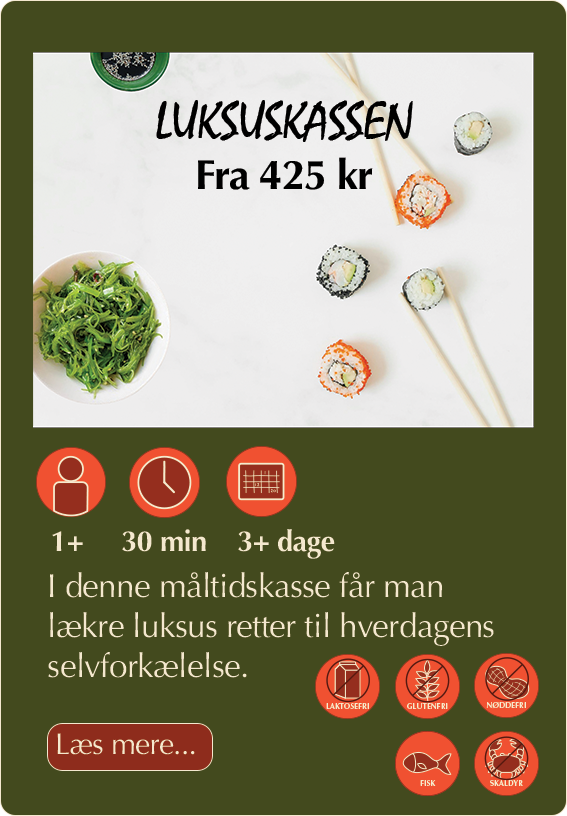 LUKSUSKASSEN
Fra 425 kr
1+
30 min
3+ dage
I denne måltidskasse får man
lækre luksus retter til hverdagens
selvforkælelse.
LAKTOSEFRI
GLUTENFRI
NØDDEFRI
Læs mere...
FISK
SKALDYR